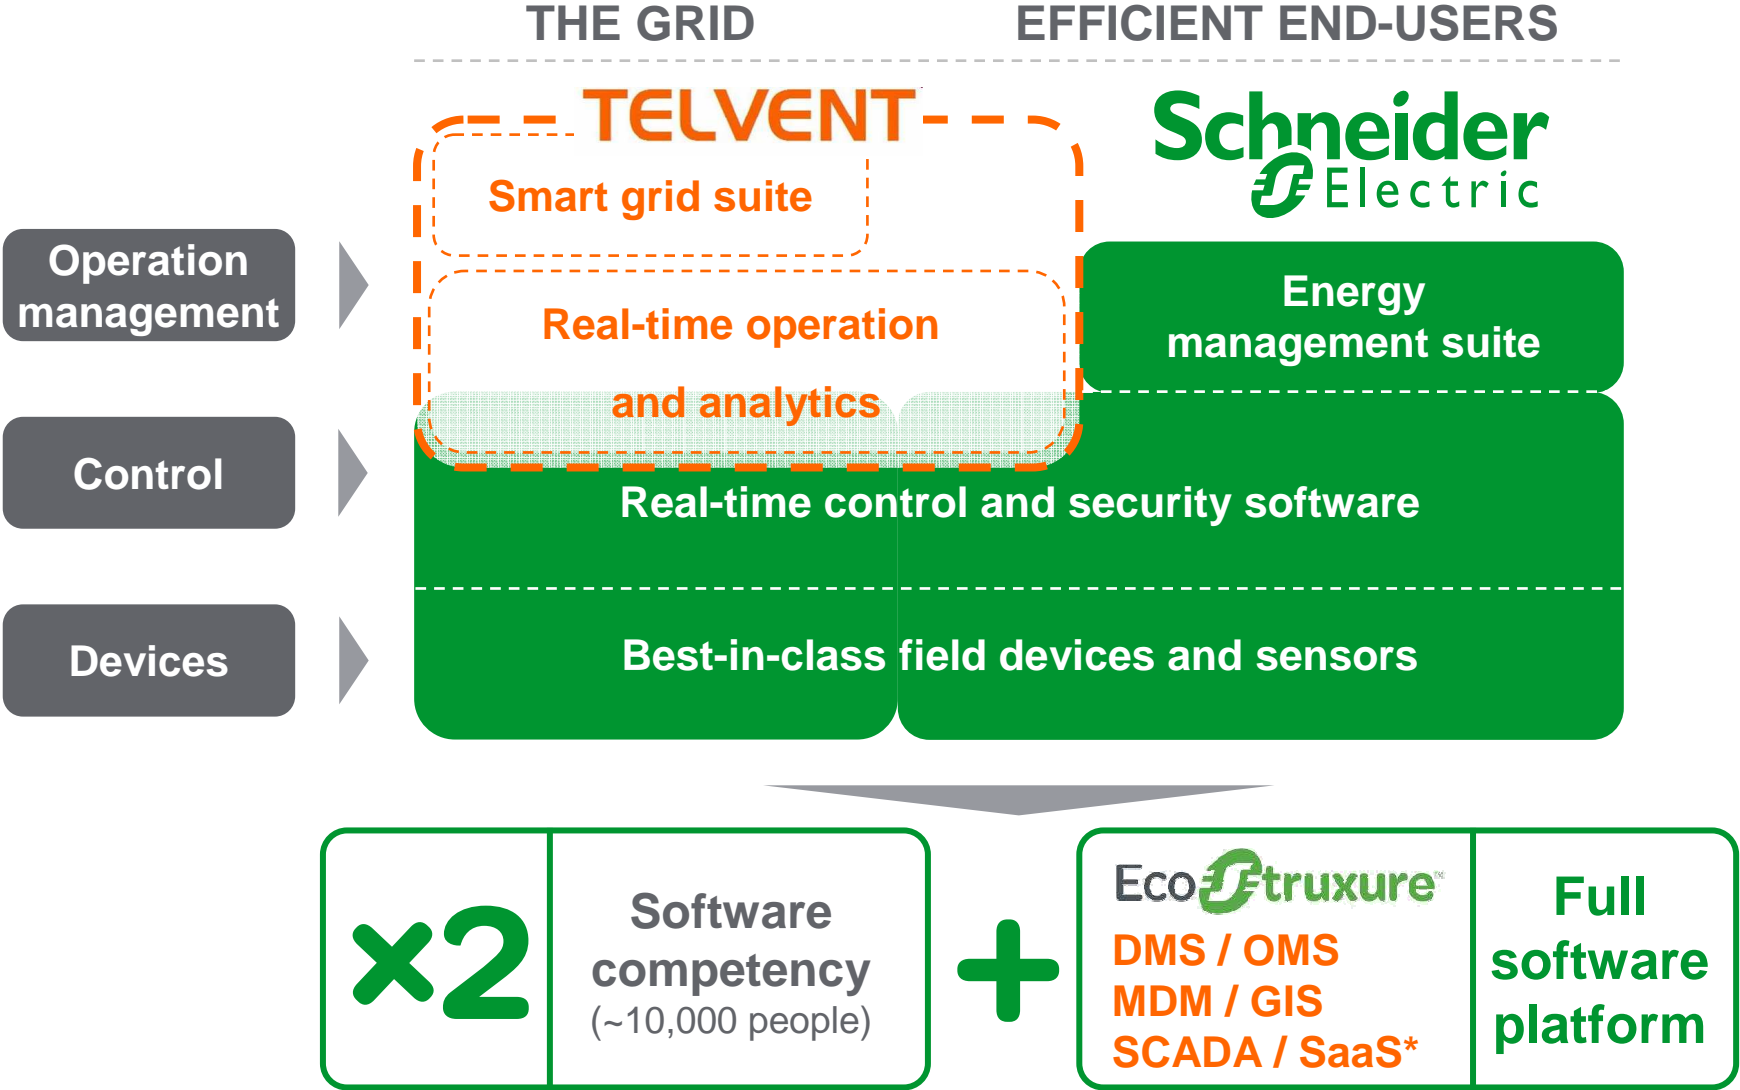 THE GRID
EFFICIENT END-USERS
TELVENT
Schneider
Electric
Smart grid suite
Operation
management
Real-time operation
and analytics
Energy
management suite
Control
Real-time control and security software
Devices
Best-in-class field devices and sensors
×2
Software
competency
(~10,000 people)
+
EcoStruxure™
DMS / OMS
MDM / GIS
SCADA / SaaS*
Full
software
platform